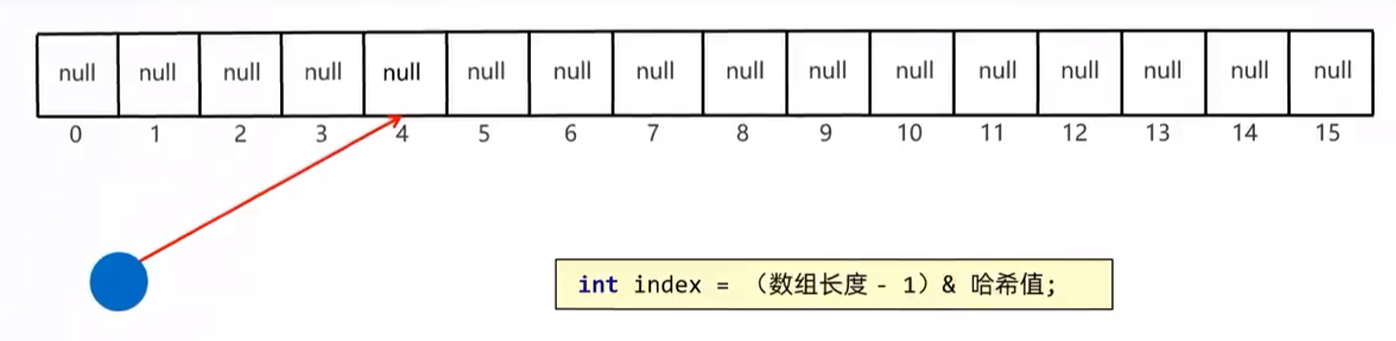 null null null null null null null null null null null null null null null null
0 1 2 3 4 5 6 7 8 9 10 11 12 13 14 15
int index = （数组长度 - 1）& 哈希值;